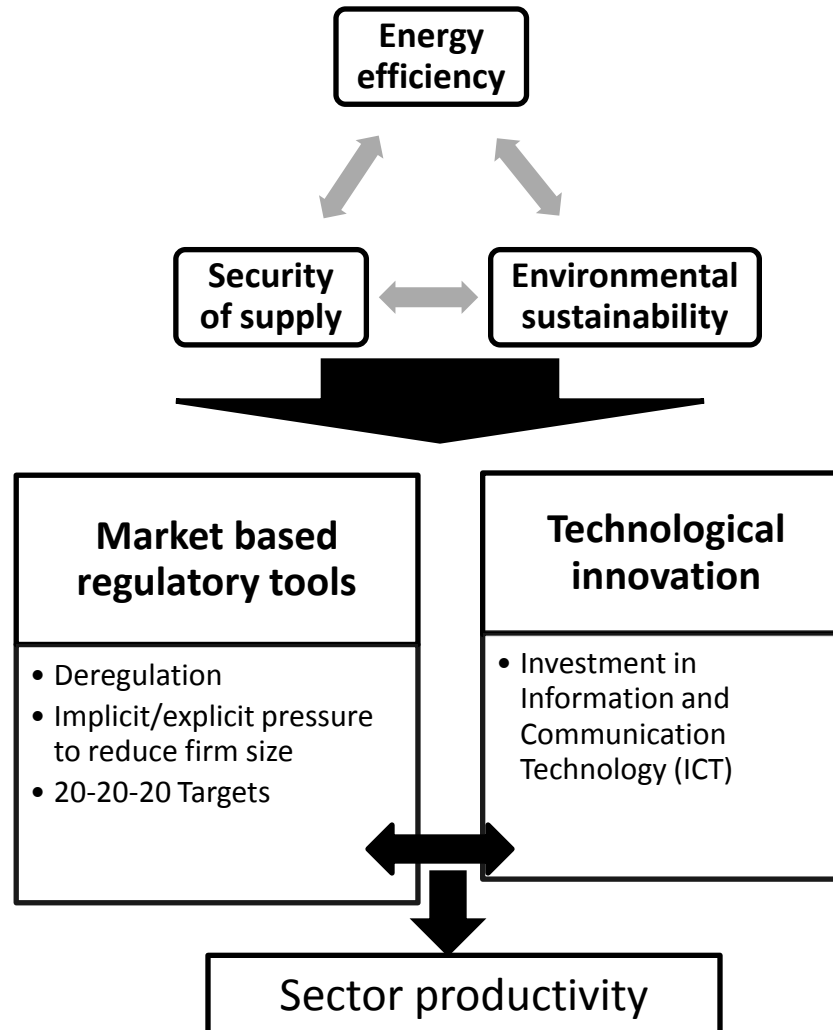 Energy
efficiency
Security
of supply
Environmental
sustainability
Market based
regulatory tools
• Deregulation
• Implicit/explicit pressure
to reduce firm size
• 20-20-20 Targets
Technological
innovation
• Investment in
Information and
Communication
Technology (ICT)
Sector productivity